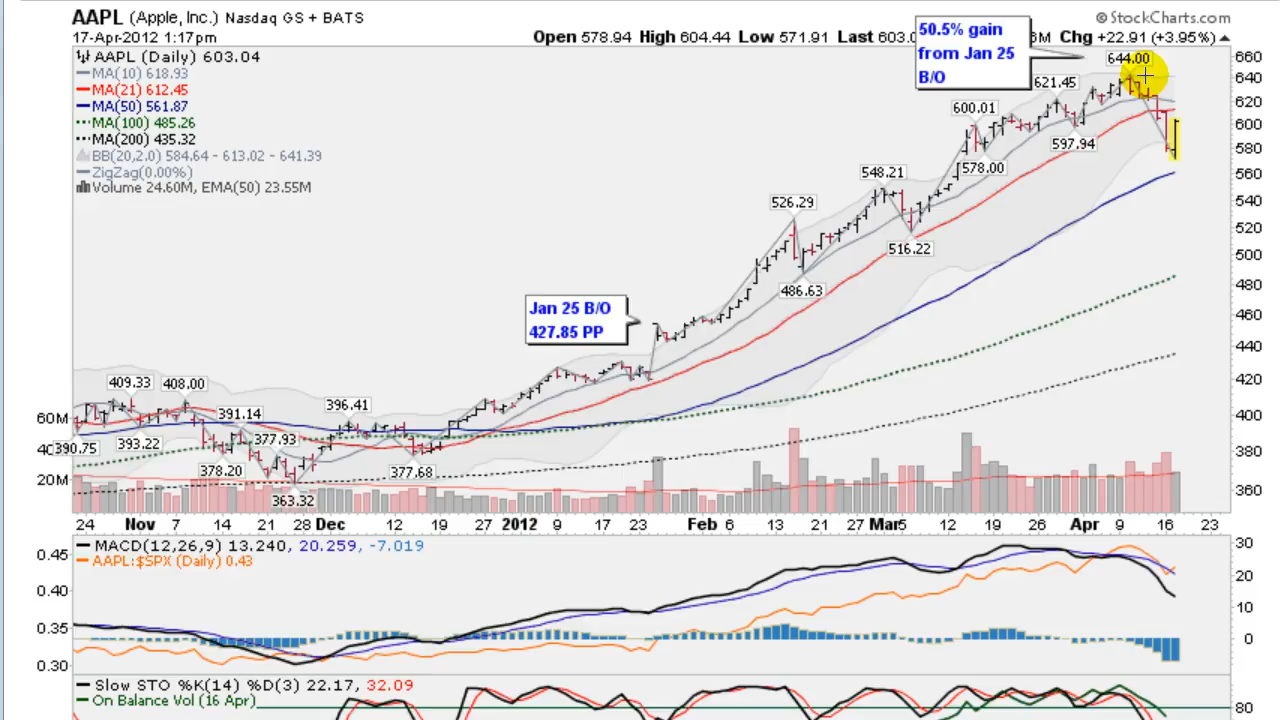 AAPL (Apple, Inc.) Nasdaq GS + BATS
© StockCharts.com
17-Apr-2012 1:17pm
Open 578.94 High 604.44 Low 571.91 Last 603.0 6M Chg +22.91 (+3.95%)
50.5% gain
from Jan 25
B/O
AAPL (Daily) 603.04
MA(10) 618.93
MA(21) 612.45
MA(50) 561.87
MA(100) 485.26
MA(200) 435.32
BB(20,2.0) 584.64 - 613.02 - 641.39
ZigZag(0.00%)
Volume 24.60M, EMA(50) 23.55M
644.00
621.45
600.01
597.94
578.00
548.21
526.29
516.22
486.63
Jan 25 B/O
427.85 PP
409.33
408.00
396.41
391.14
390.75
393.22
377.93
378.20
377.68
363.32
660
640
620
600
580
560
540
520
500
480
460
440
420
400
380
360
60M
40
20M
24 Nov 7 14 21 28 Dec 12 19 27 2012 9 17 23 Feb 6 13 21 27 Mar 5 12 19 26 Apr 9 16 23
MACD(12,26,9) 13.240, 20.259, -7.019
AAPL:$SPX (Daily) 0.43
0.45
0.40
0.35
0.30
30
20
10
0
Slow STO %K(14) %D(3) 22.17, 32.09
On Balance Vol (16 Apr)
80